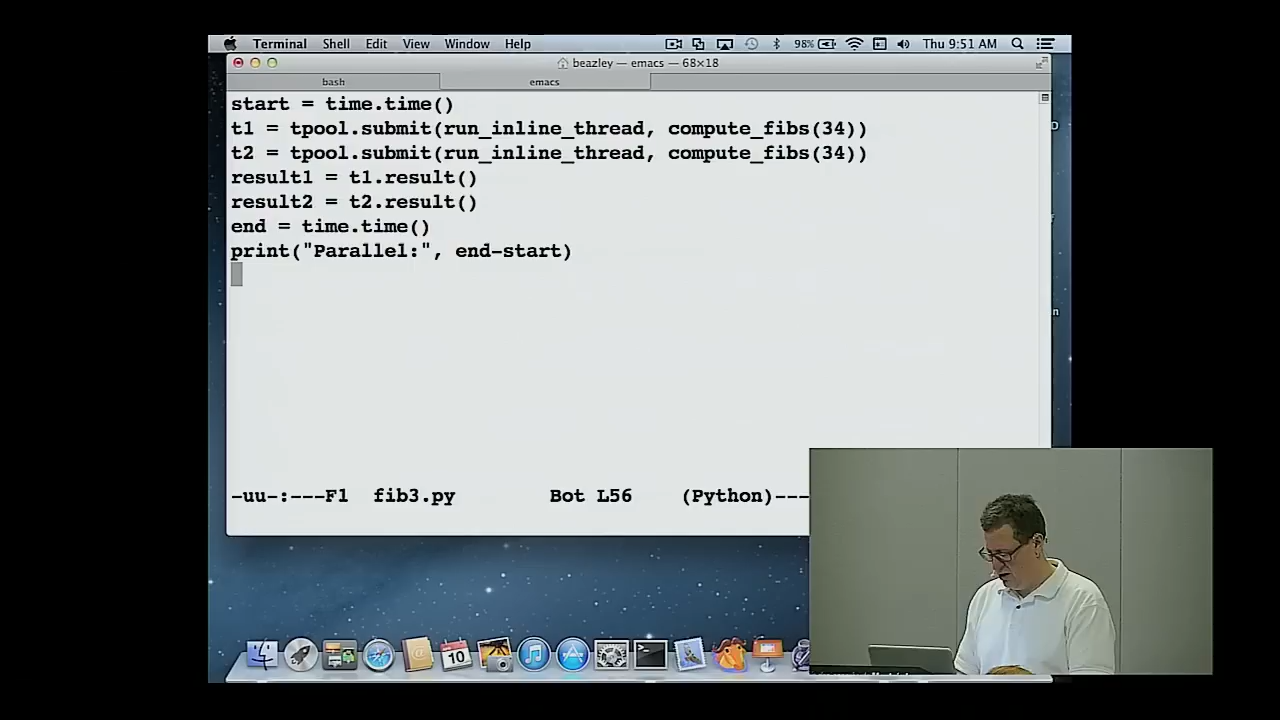 Terminal Shell Edit View Window Help 98% Thu 9:51 AM
beazley — emacs — 68×18
bash emacs
start = time.time()
t1 = tpool.submit(run_inline_thread, compute_fibs(34))
t2 = tpool.submit(run_inline_thread, compute_fibs(34))
result1 = t1.result()
result2 = t2.result()
end = time.time()
print("Parallel:", end-start)
-uu-:---F1 fib3.py Bot L56 (Python)---
10